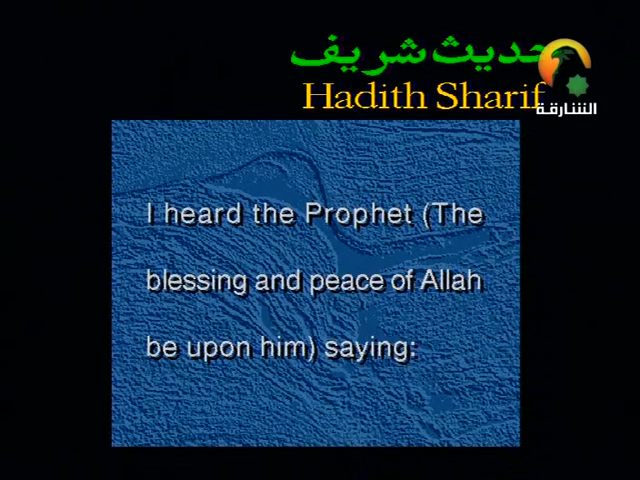 حديث شريف
Hadith Sharif
الشارقة
I heard the Prophet (The
blessing and peace of Allah
be upon him) saying: